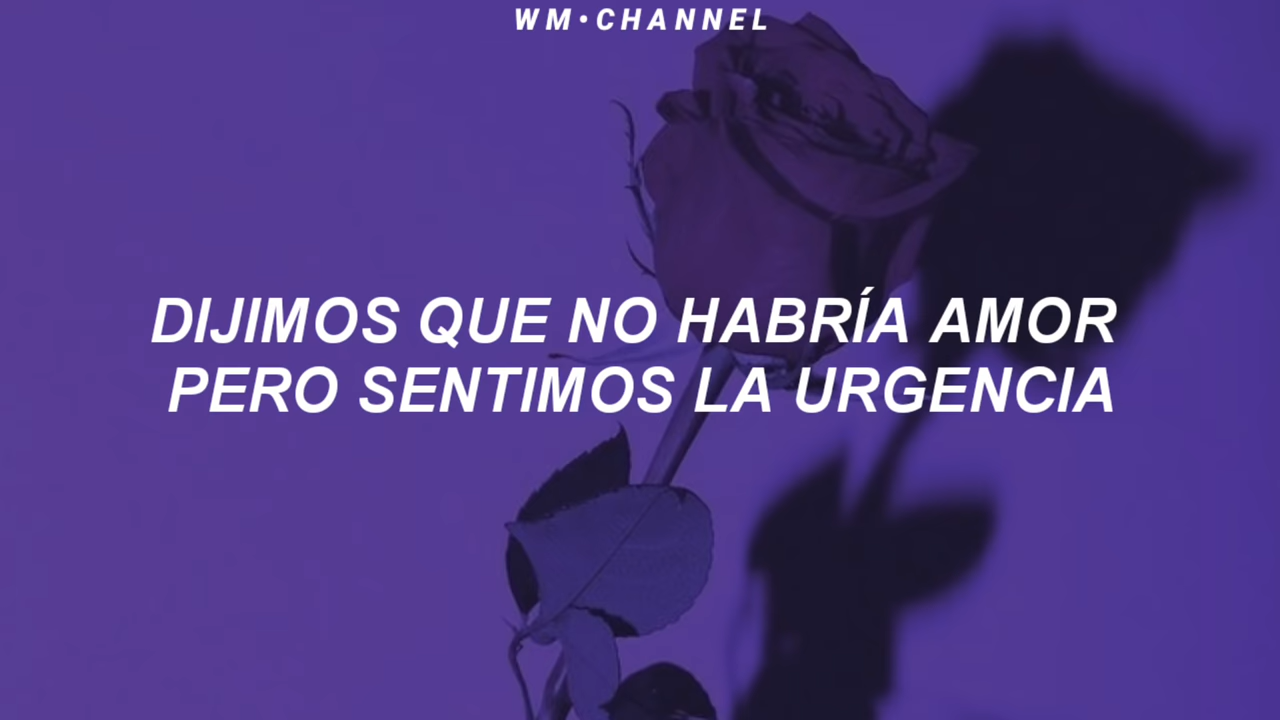 WM•CHANNEL
DIJIMOS QUE NO HABRÍA AMOR
PERO SENTIMOS LA URGENCIA